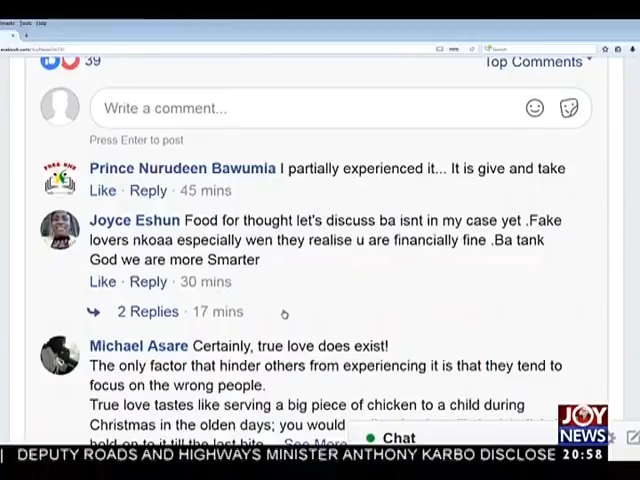 Tools Help
39
Top Comments
Write a comment...
Press Enter to post
Prince Nurudeen Bawumia I partially experienced it... It is give and take
Like · Reply · 45 mins
Joyce Eshun Food for thought let's discuss ba isnt in my case yet .Fake
lovers nkoaa especially wen they realise u are financially fine .Ba tank
God we are more Smarter
Like · Reply · 30 mins
2 Replies · 17 mins
Michael Asare Certainly, true love does exist!
The only factor that hinder others from experiencing it is that they tend to
focus on the wrong people.
True love tastes like serving a big piece of chicken to a child during
Christmas in the olden days; you would
hold on to it till the last bite... See More
Chat
JOY
NEWS
DEPUTY ROADS AND HIGHWAYS MINISTER ANTHONY KARBO DISCLOSE
20:58